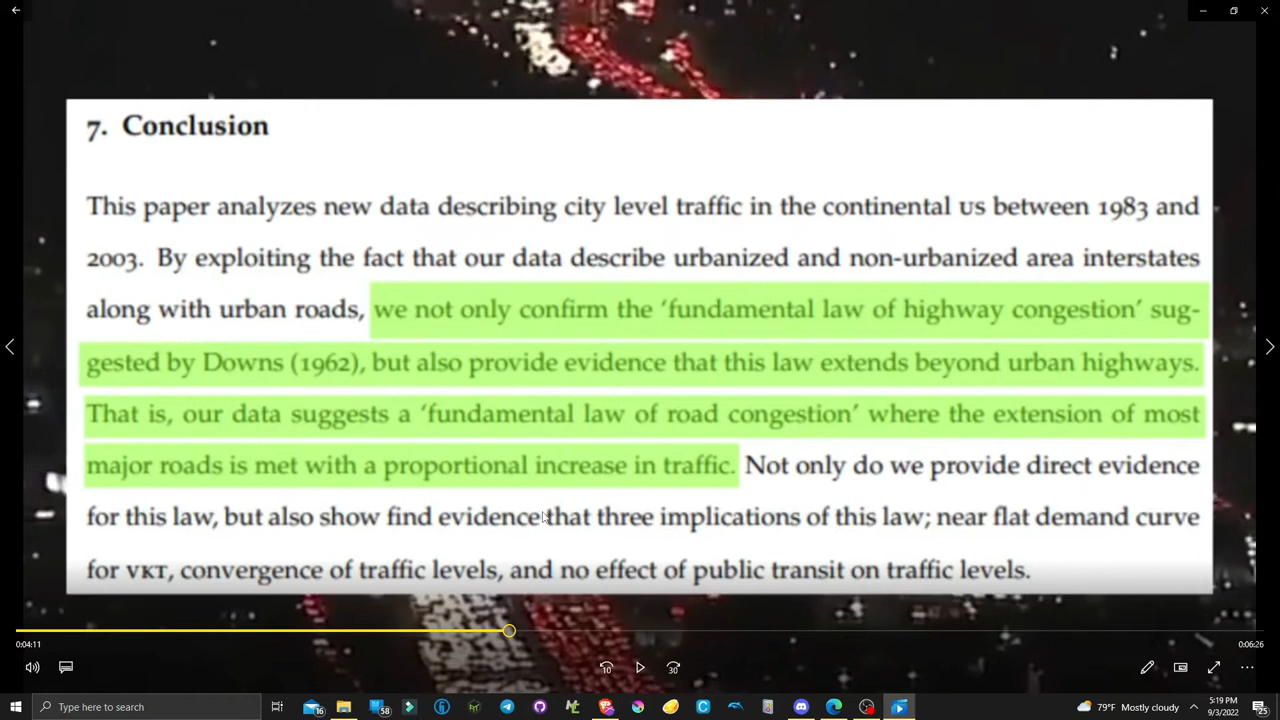 7. Conclusion
This paper analyzes new data describing city level traffic in the continental US between 1983 and
2003. By exploiting the fact that our data describe urbanized and non-urbanized area interstates
along with urban roads, we not only confirm the ‘fundamental law of highway congestion’ sug-
gested by Downs (1962), but also provide evidence that this law extends beyond urban highways.
That is, our data suggests a ‘fundamental law of road congestion’ where the extension of most
major roads is met with a proportional increase in traffic. Not only do we provide direct evidence
for this law, but also show find evidence that three implications of this law; near flat demand curve
for VKT, convergence of traffic levels, and no effect of public transit on traffic levels.
0:04:11
0:06:26
10
30
Type here to search
16
58
79°F Mostly cloudy
5:19 PM
9/3/2022
25